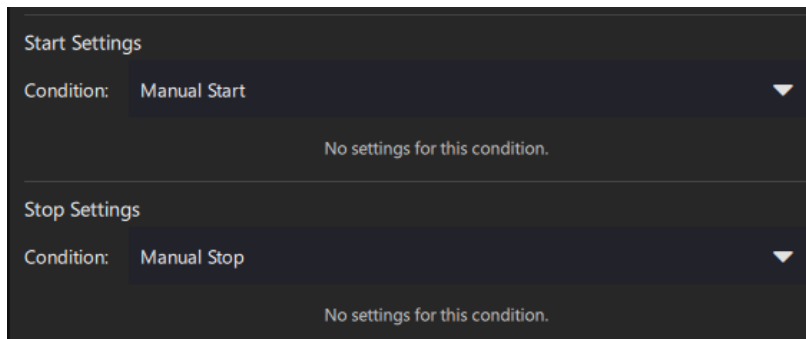 Start Settings
Condition: Manual Start
No settings for this condition.
Stop Settings
Condition: Manual Stop
No settings for this condition.